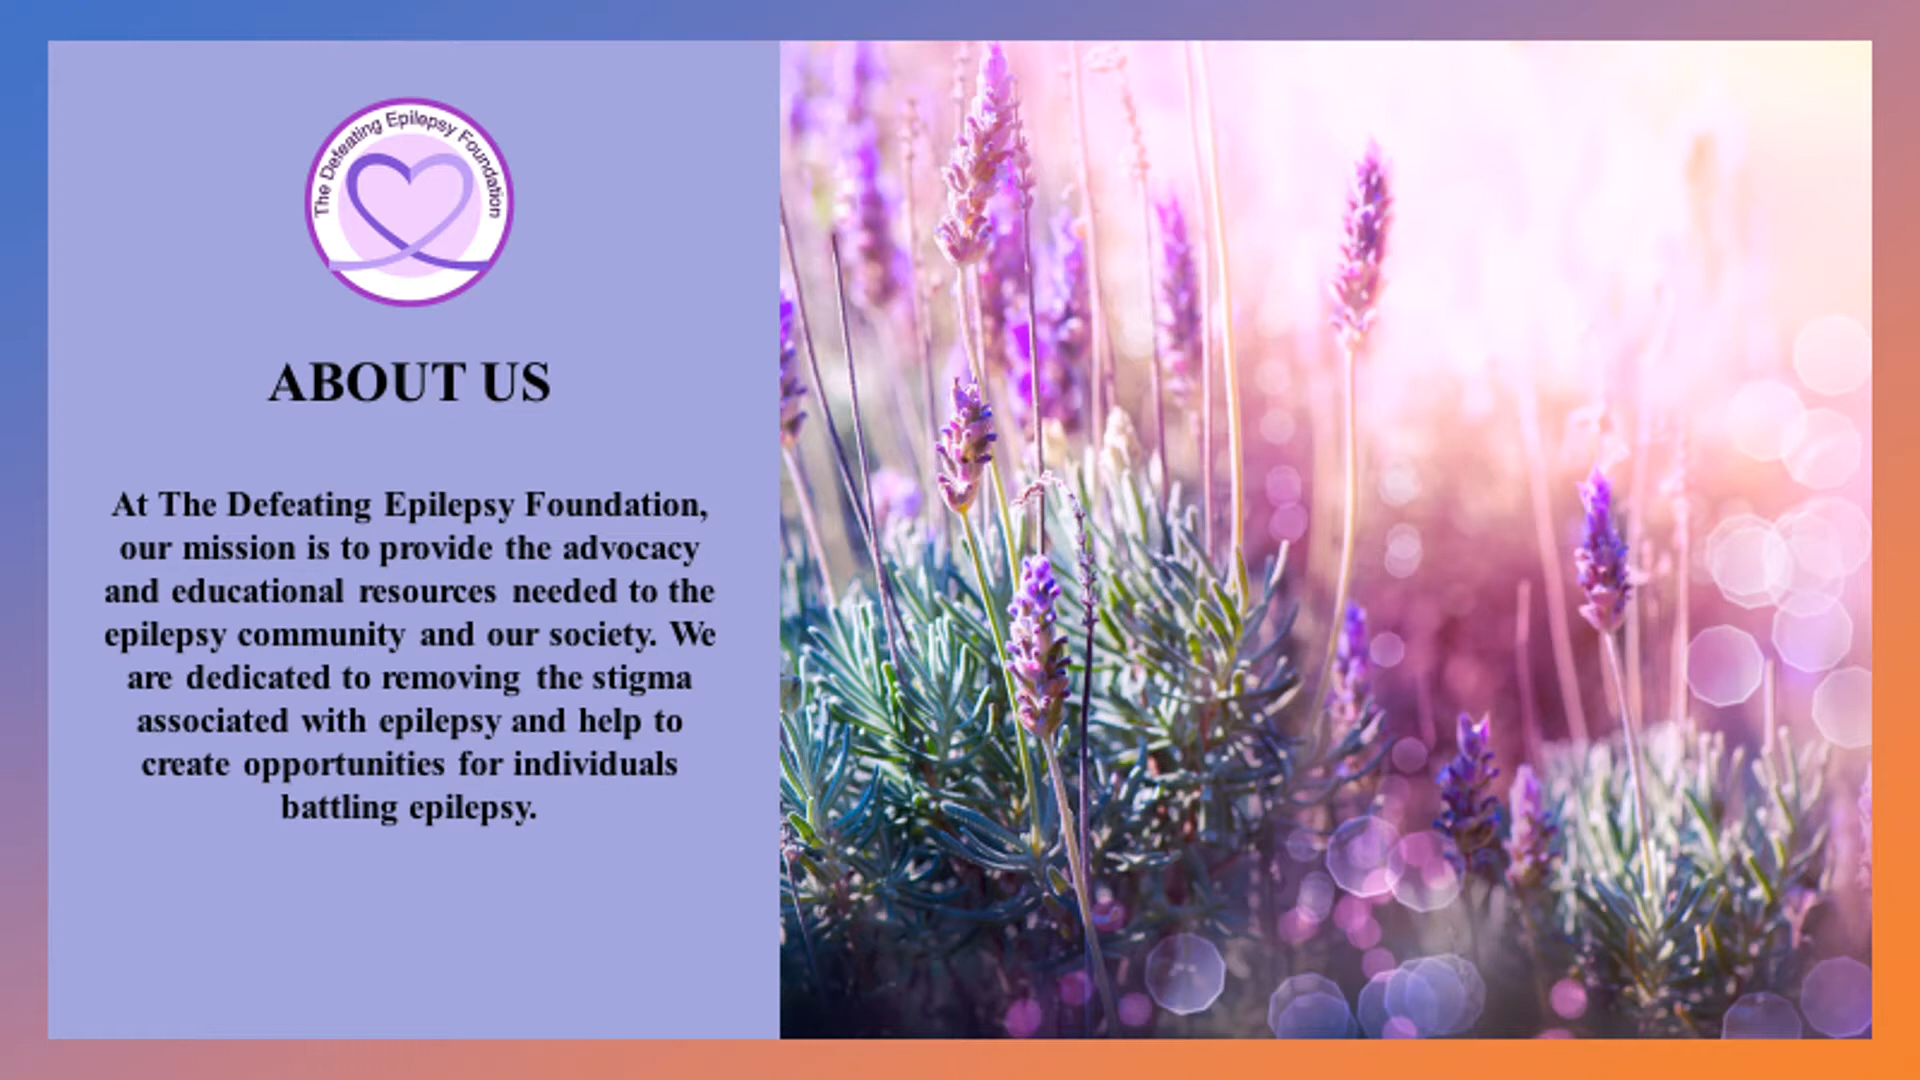 The Defeating Epilepsy Foundation
ABOUT US
At The Defeating Epilepsy Foundation,
our mission is to provide the advocacy
and educational resources needed to the
epilepsy community and our society. We
are dedicated to removing the stigma
associated with epilepsy and help to
create opportunities for individuals
battling epilepsy.